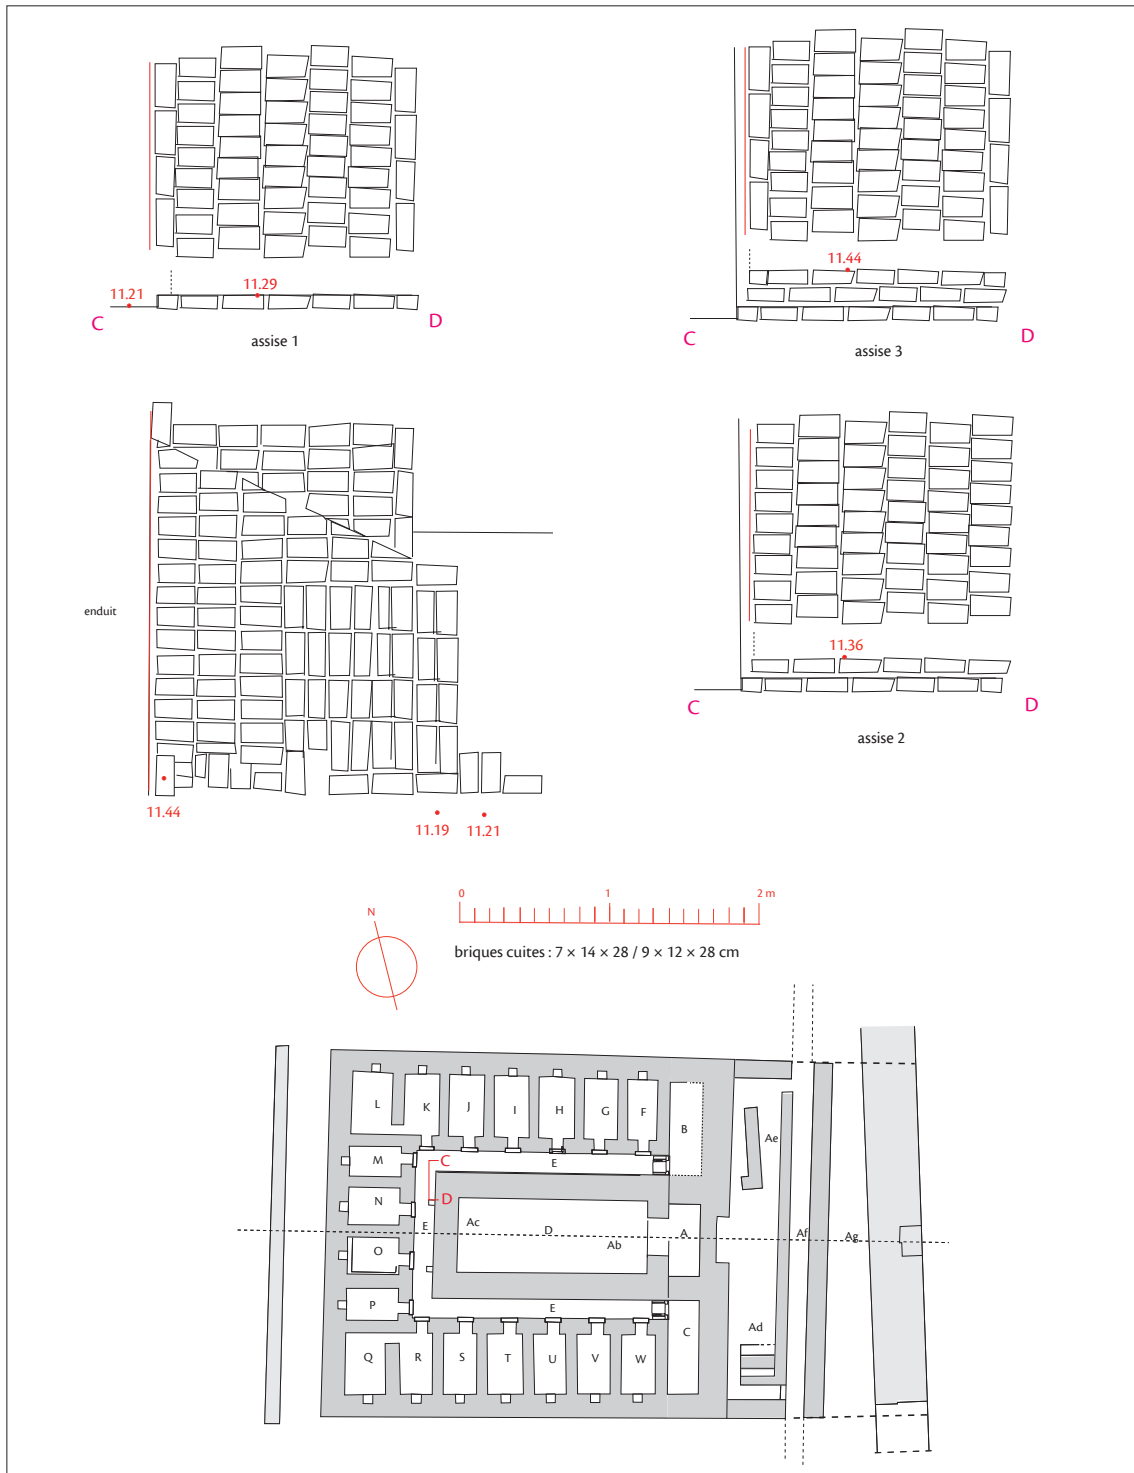 11.21
11.29
C
D
assise 1
11.44
C
D
assise 3
enduit
11.44
11.19
11.21
11.36
C
D
assise 2
0 1 2 m
N
briques cuites : 7 × 14 × 28 / 9 × 12 × 28 cm
L K J I H G F
B
Ae
M
C
E
N
D
E
Ac
D
Ab
A
Af
Ag
O
P
E
Ad
Q R S T U V W
C